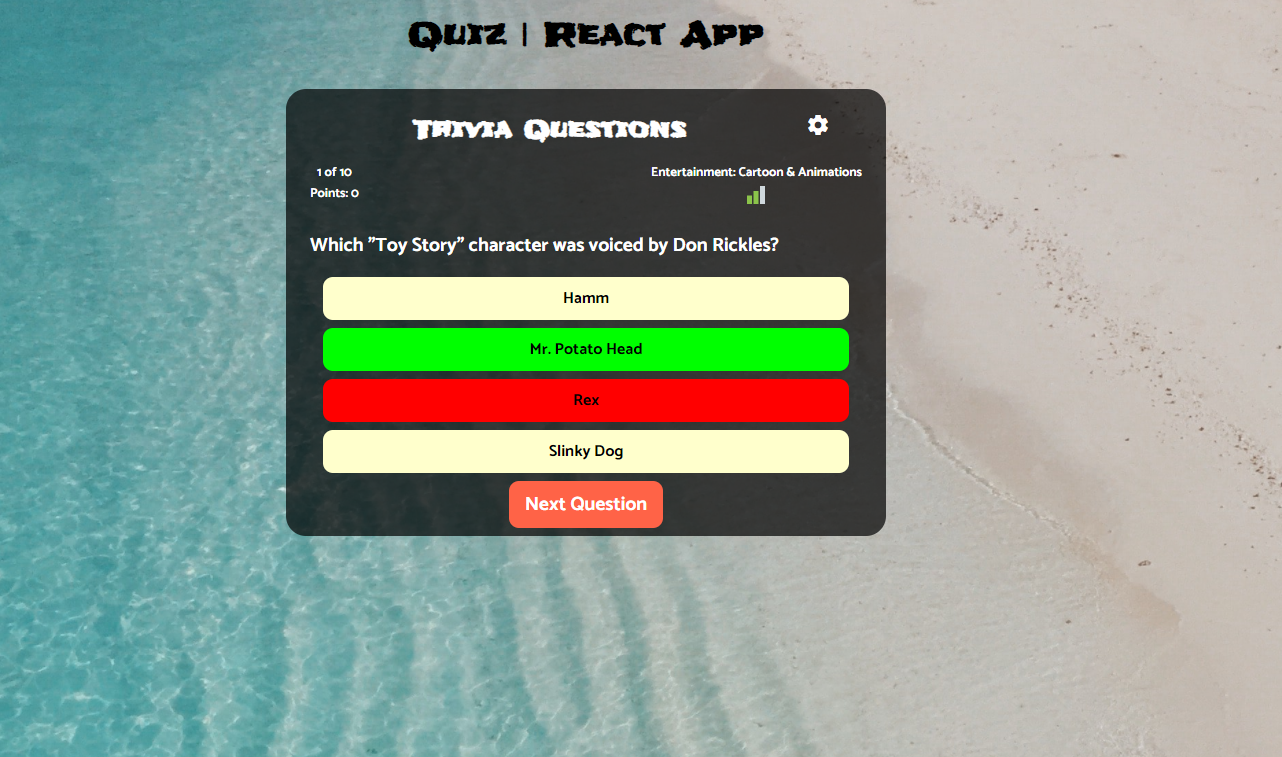 Quiz | React App
Trivia Questions
1 of 10
Entertainment: Cartoon & Animations
Points: 0
Which "Toy Story" character was voiced by Don Rickles?
Hamm
Mr. Potato Head
Rex
Slinky Dog
Next Question